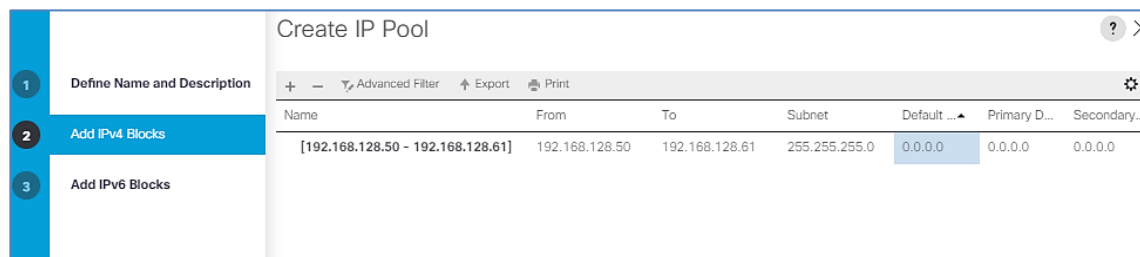 Create IP Pool
?
1 Define Name and Description
2 Add IPv4 Blocks
3 Add IPv6 Blocks
+ − Advanced Filter Export Print
Name From To Subnet Default ... Primary D... Secondary...
[192.168.128.50 - 192.168.128.61] 192.168.128.50 192.168.128.61 255.255.255.0 0.0.0.0 0.0.0.0 0.0.0.0